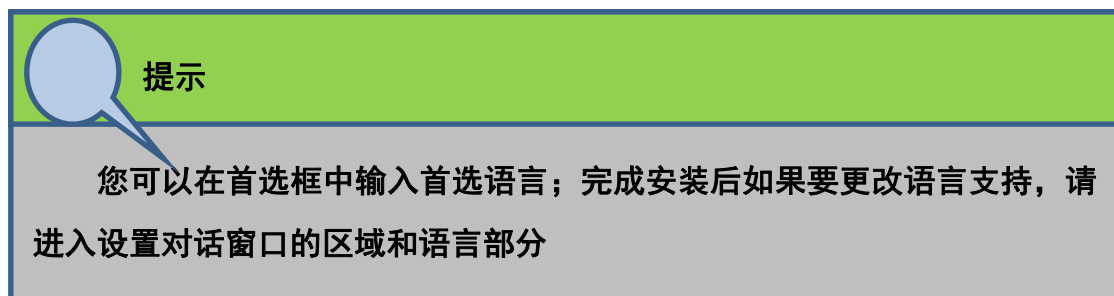 提示
您可以在首选框中输入首选语言；完成安装后如果要更改语言支持，请
进入设置对话窗口的区域和语言部分